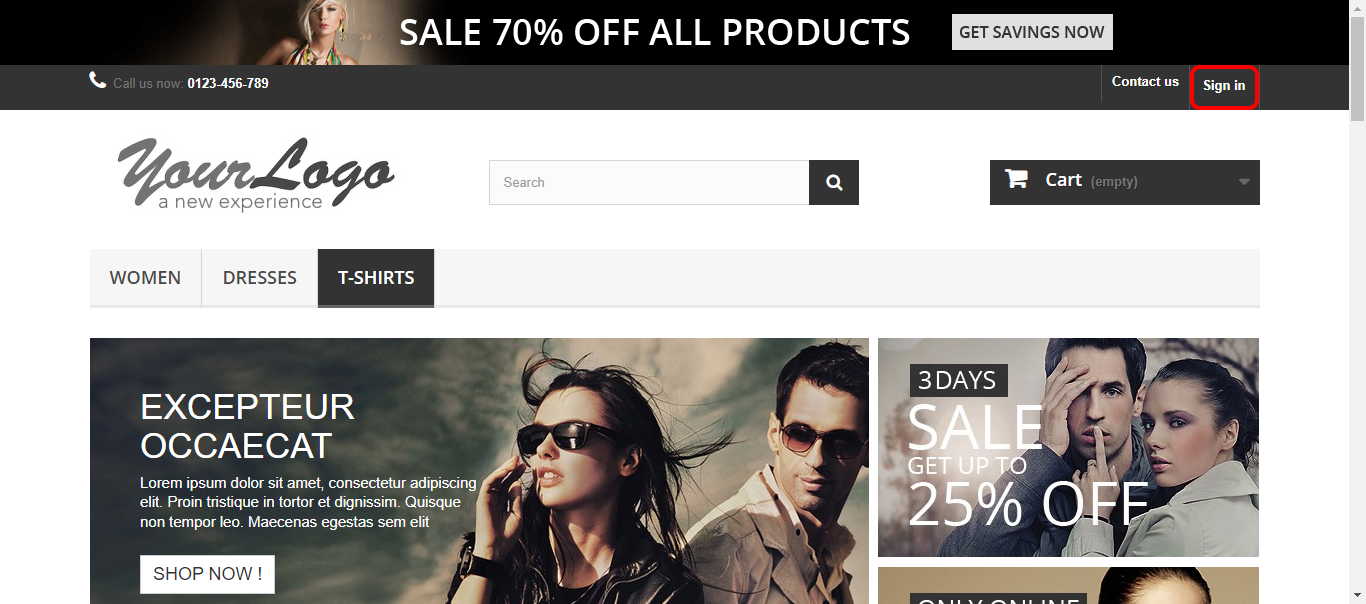 SALE 70% OFF ALL PRODUCTS
GET SAVINGS NOW
Call us now: 0123-456-789
Contact us
Sign in
YourLogo
a new experience
Search
Cart (empty)
WOMEN
DRESSES
T-SHIRTS
EXCEPTEUR
OCCAECAT
Lorem ipsum dolor sit amet, consectetur adipiscing
elit. Proin tristique in tortor et dignissim. Quisque
non tempor leo. Maecenas egestas sem elit
SHOP NOW !
3DAYS
SALE
GET UP TO
25% OFF
ONLY ONLINE